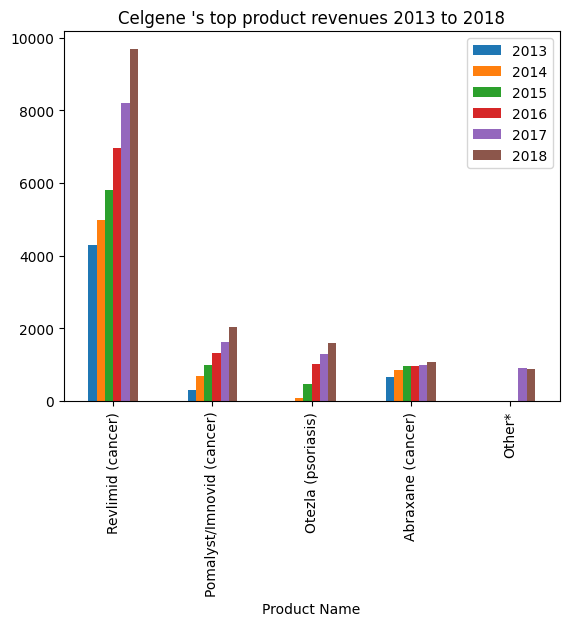 Celgene 's top product revenues 2013 to 2018
10000
8000
6000
4000
2000
0
2013
2014
2015
2016
2017
2018
Revlimid (cancer)
Pomalyst/Imnovid (cancer)
Otezla (psoriasis)
Abraxane (cancer)
Other*
Product Name